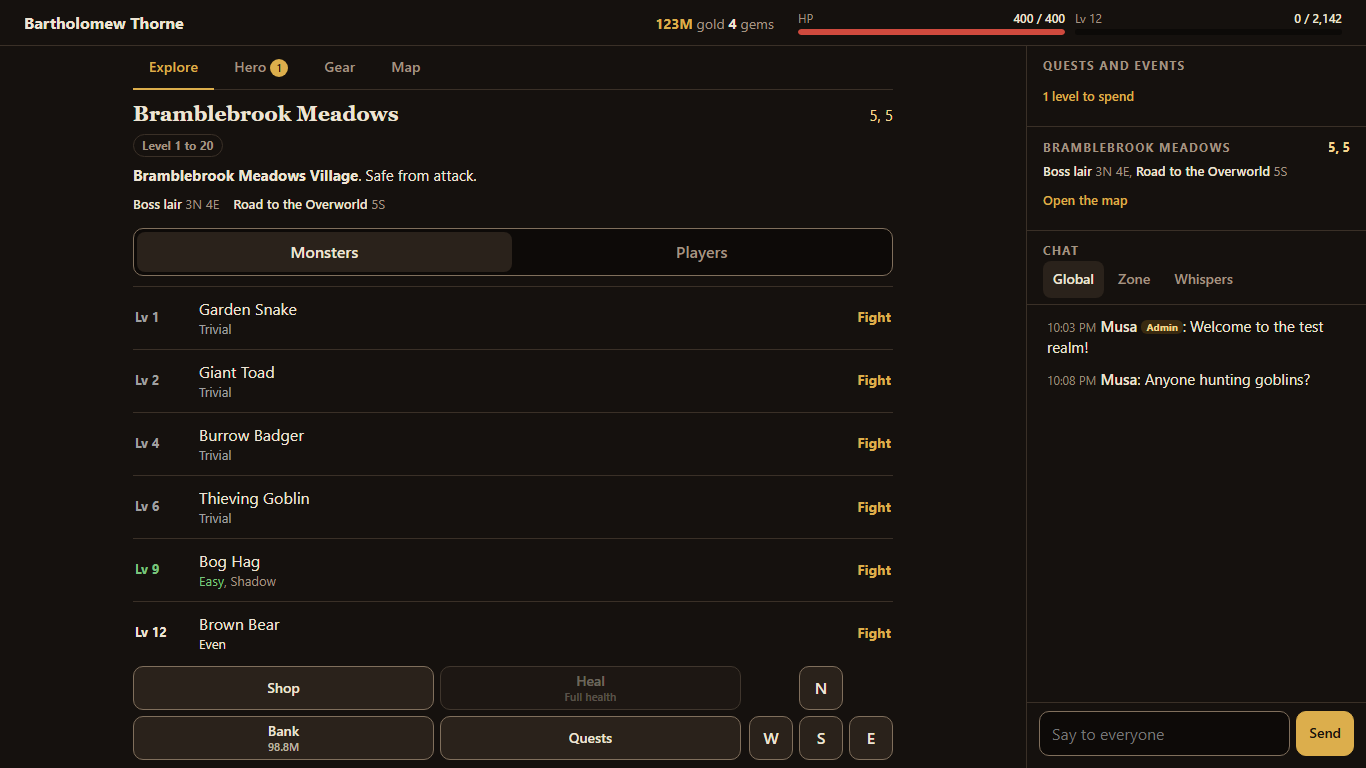 Bartholomew Thorne
123M gold 4 gems
HP 400 / 400
Lv 12 0 / 2,142
Explore
Hero 1
Gear
Map
Bramblebrook Meadows
5, 5
Level 1 to 20
Bramblebrook Meadows Village. Safe from attack.
Boss lair 3N 4E Road to the Overworld 5S
Monsters
Players
Lv 1
Garden Snake
Trivial
Fight
Lv 2
Giant Toad
Trivial
Fight
Lv 4
Burrow Badger
Trivial
Fight
Lv 6
Thieving Goblin
Trivial
Fight
Lv 9
Bog Hag
Easy, Shadow
Fight
Lv 12
Brown Bear
Even
Fight
Shop
Heal
Full health
N
Bank
98.8M
Quests
W
S
E
QUESTS AND EVENTS
1 level to spend
BRAMBLEBROOK MEADOWS
5, 5
Boss lair 3N 4E, Road to the Overworld 5S
Open the map
CHAT
Global
Zone
Whispers
10:03 PM Musa Admin: Welcome to the test
realm!
10:08 PM Musa: Anyone hunting goblins?
Say to everyone
Send